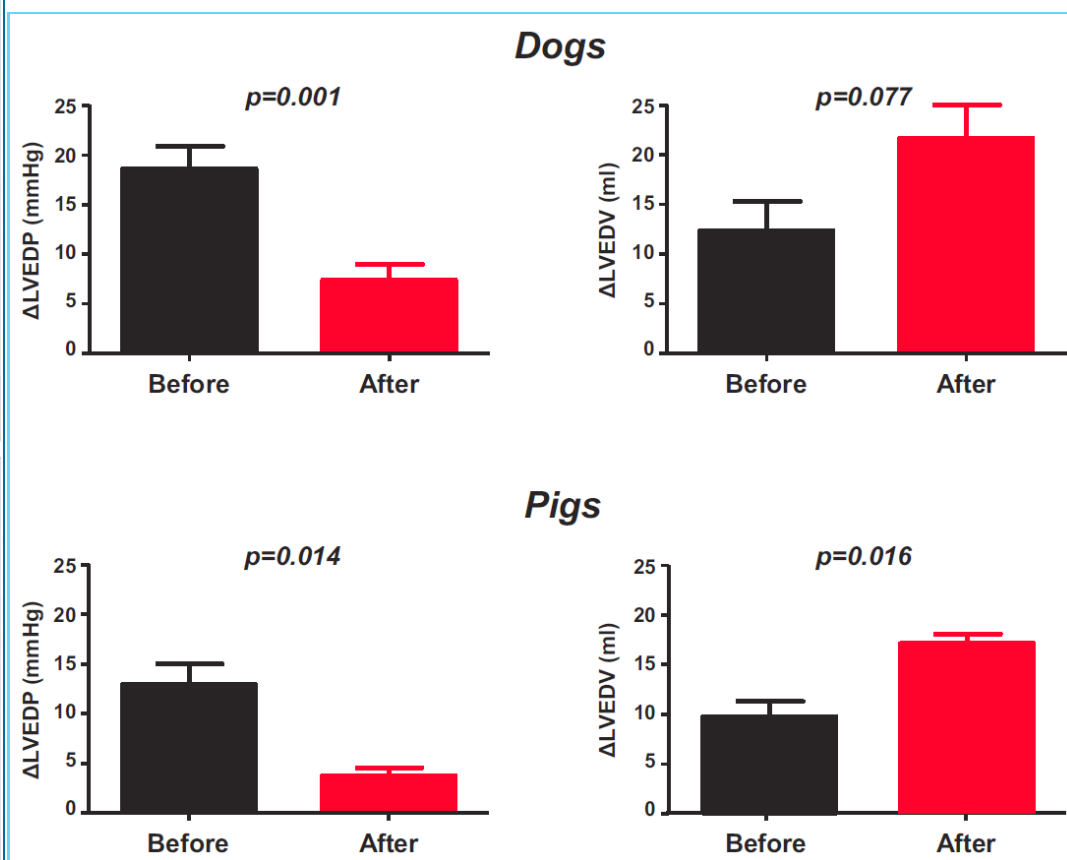 Dogs
p=0.001
ΔLVEDP (mmHg)
25
20
15
10
5
0
Before After
p=0.077
ΔLVEDV (ml)
25
20
15
10
5
0
Before After
Pigs
p=0.014
ΔLVEDP (mmHg)
25
20
15
10
5
0
Before After
p=0.016
ΔLVEDV (ml)
25
20
15
10
5
0
Before After